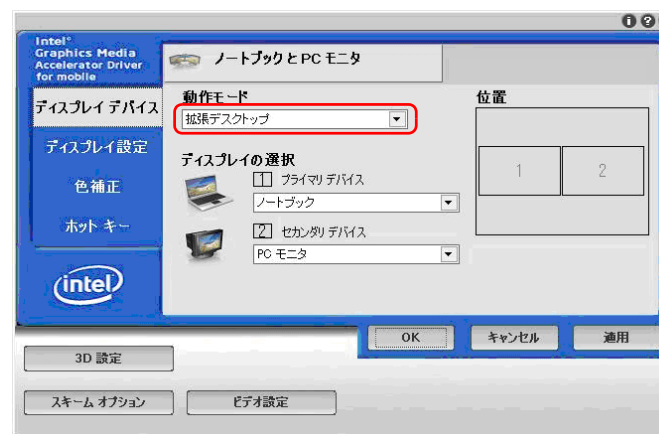 Intel®
Graphics Media
Accelerator Driver
for mobile
ノートブックと PC モニタ
ディスプレイ デバイス
ディスプレイ設定
色補正
ホット キー
intel
動作モード
拡張デスクトップ
ディスプレイの選択
1 プライマリ デバイス
ノートブック
2 セカンダリ デバイス
PC モニタ
位置
1 2
OK キャンセル 適用
3D 設定
スキーム オプション ビデオ設定